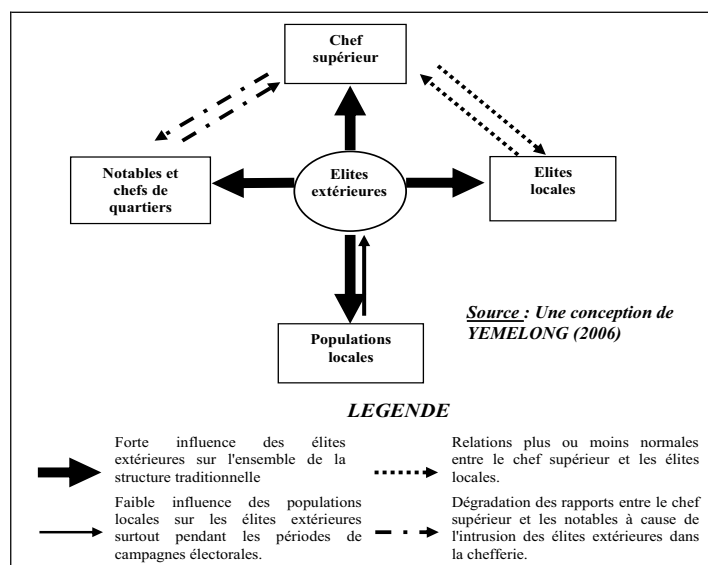 Chef
supérieur
Notables et
chefs de
quartiers
Elites
extérieures
Elites
locales
Populations
locales
Source : Une conception de
YEMELONG (2006)
LEGENDE
Forte influence des élites
extérieures sur l'ensemble de la
structure traditionnelle
Faible influence des populations
locales sur les élites extérieures
surtout pendant les périodes de
campagnes électorales.
Relations plus ou moins normales
entre le chef supérieur et les élites
locales.
Dégradation des rapports entre le chef
supérieur et les notables à cause de
l'intrusion des élites extérieures dans
la chefferie.